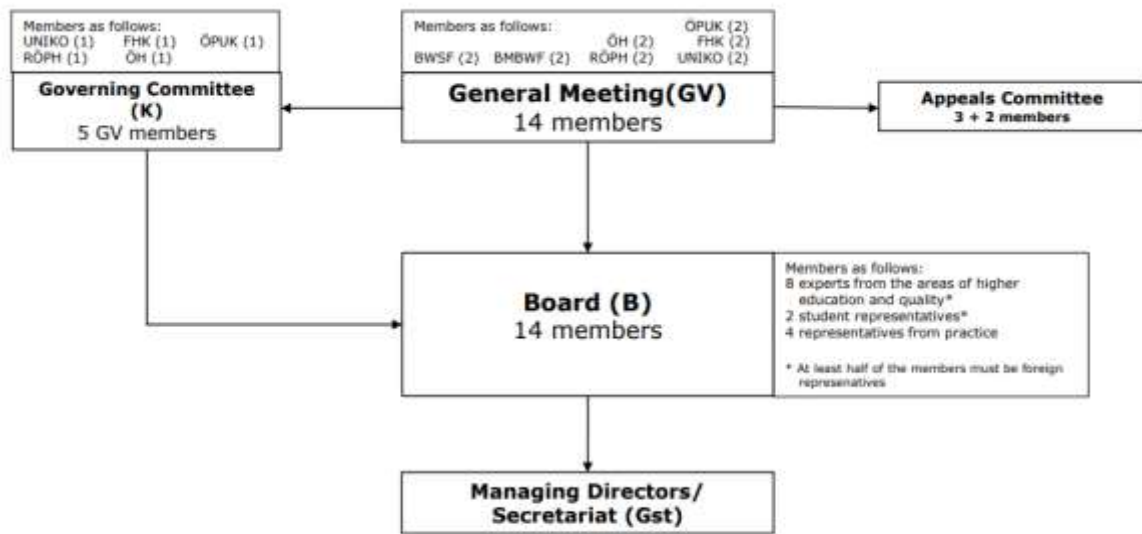 Members as follows:
UNIKO (1) FHK (1) ÖPUK (1)
RÖPH (1) ÖH (1)
Governing Committee
(K)
5 GV members
Members as follows:
ÖPUK (2)
ÖH (2) FHK (2)
BWSF (2) BMBWF (2) RÖPH (2) UNIKO (2)
General Meeting(GV)
14 members
Appeals Committee
3 + 2 members
Board (B)
14 members
Members as follows:
8 experts from the areas of higher
education and quality*
2 student representatives*
4 representatives from practice
* At least half of the members must be foreign
represenatives
Managing Directors/
Secretariat (Gst)